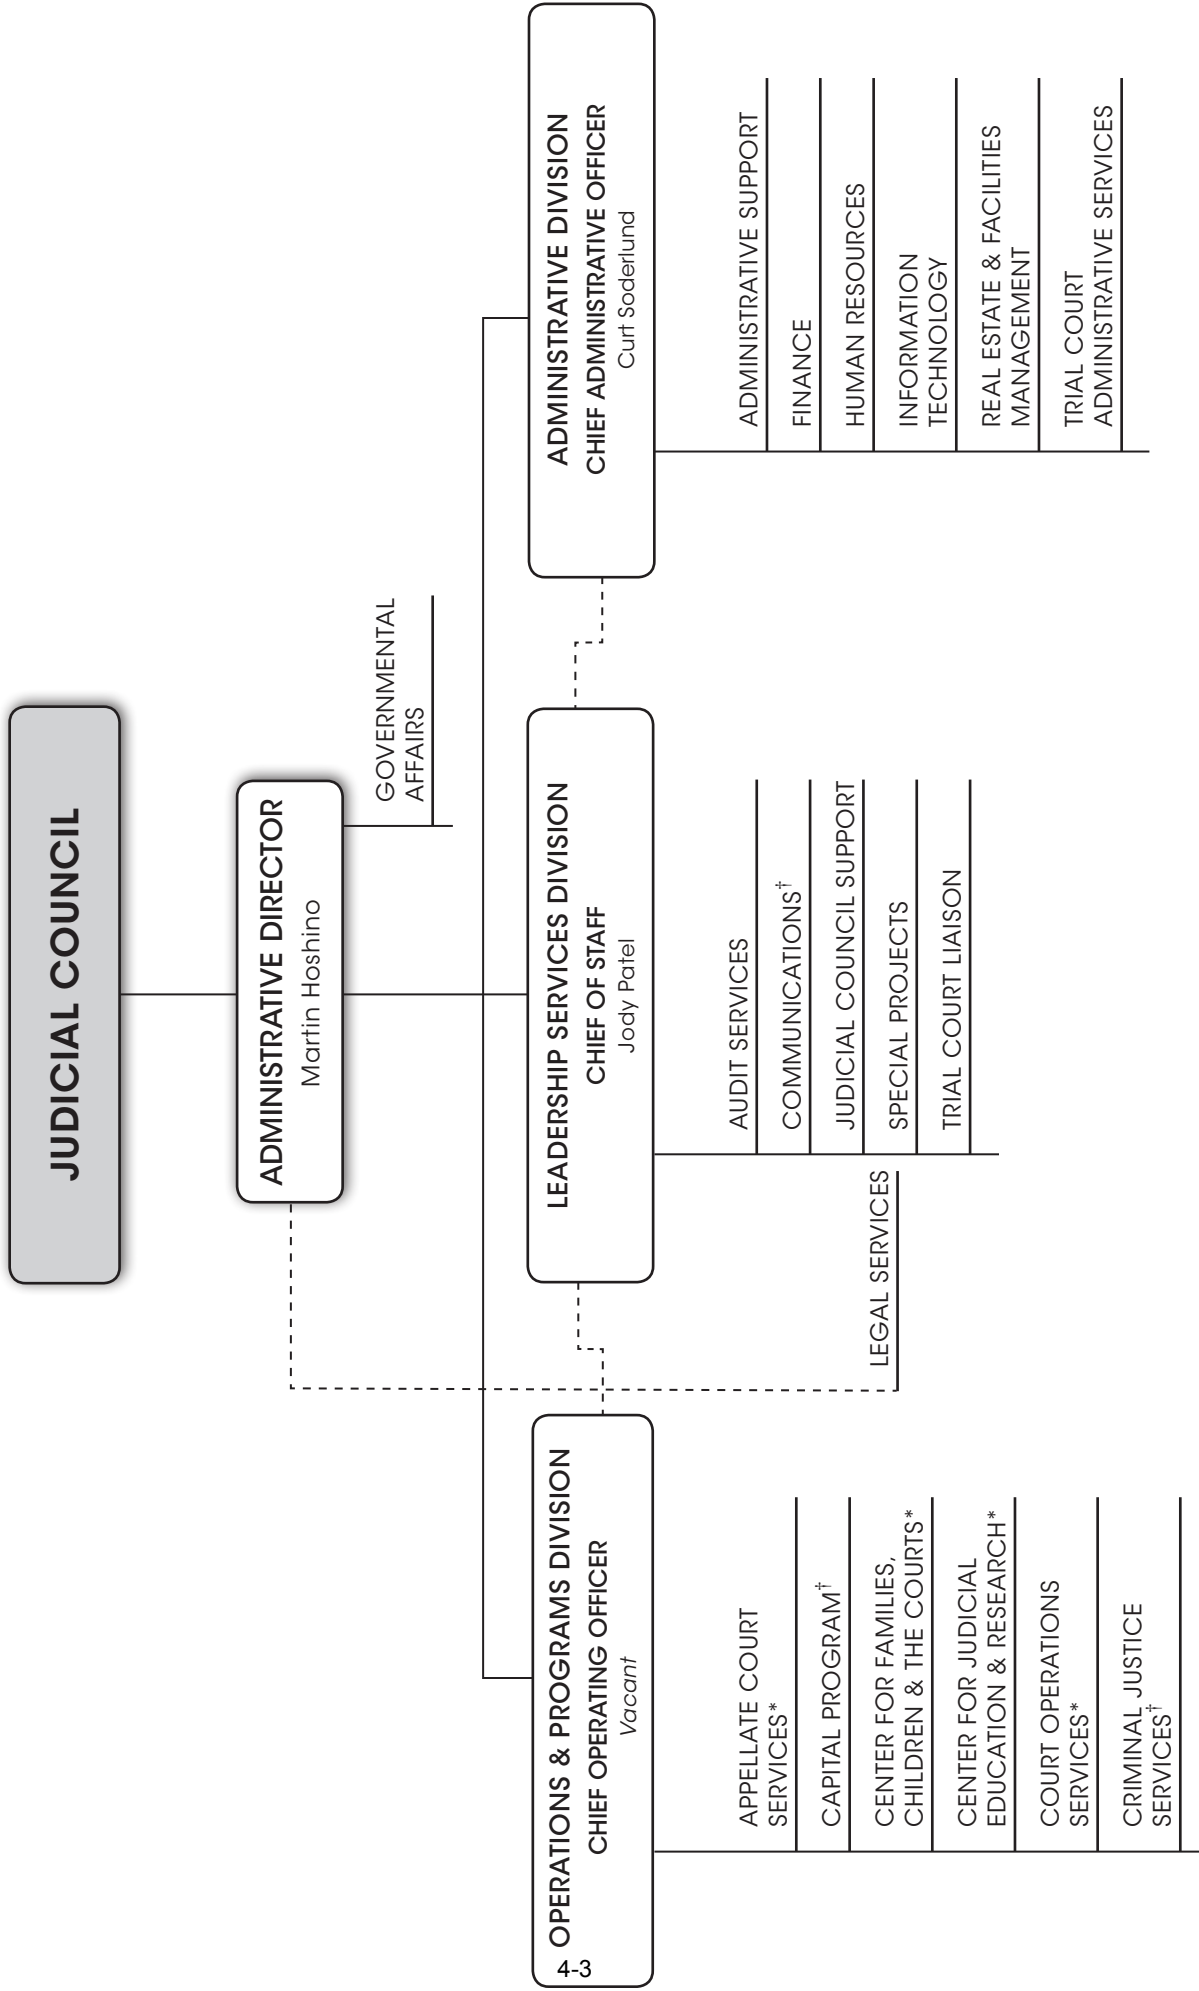 JUDICIAL COUNCIL
ADMINISTRATIVE DIRECTOR
Martin Hoshino
GOVERNMENTAL
AFFAIRS
OPERATIONS & PROGRAMS DIVISION
CHIEF OPERATING OFFICER
Vacant
APPELLATE COURT
SERVICES*
CAPITAL PROGRAM†
CENTER FOR FAMILIES,
CHILDREN & THE COURTS*
CENTER FOR JUDICIAL
EDUCATION & RESEARCH*
COURT OPERATIONS
SERVICES*
CRIMINAL JUSTICE
SERVICES†
LEGAL SERVICES
LEADERSHIP SERVICES DIVISION
CHIEF OF STAFF
Jody Patel
AUDIT SERVICES
COMMUNICATIONS†
JUDICIAL COUNCIL SUPPORT
SPECIAL PROJECTS
TRIAL COURT LIAISON
ADMINISTRATIVE DIVISION
CHIEF ADMINISTRATIVE OFFICER
Curt Soderlund
ADMINISTRATIVE SUPPORT
FINANCE
HUMAN RESOURCES
INFORMATION
TECHNOLOGY
REAL ESTATE & FACILITIES
MANAGEMENT
TRIAL COURT
ADMINISTRATIVE SERVICES
4-3